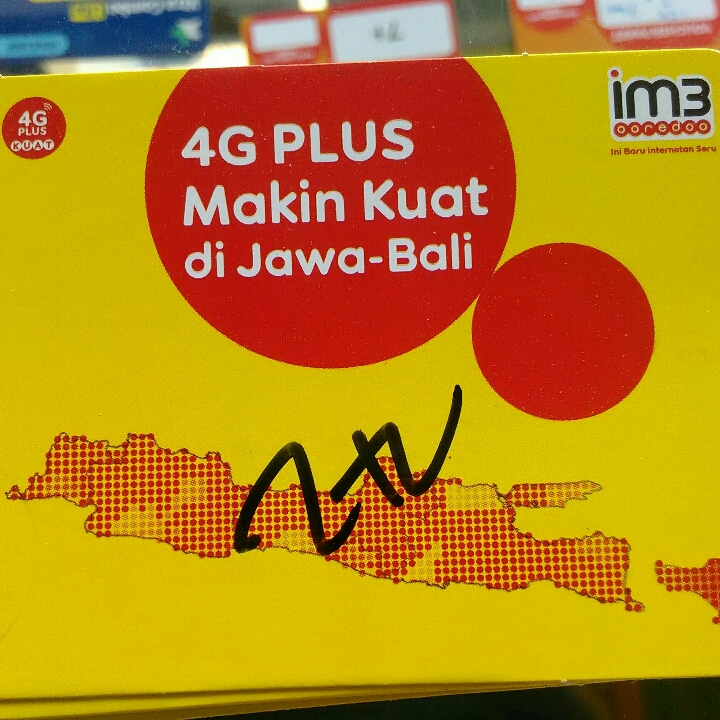 4G
PLUS
KUAT
4G PLUS
Makin Kuat
di Jawa-Bali
im3
ooredoo
Ini Baru Internetan Seru